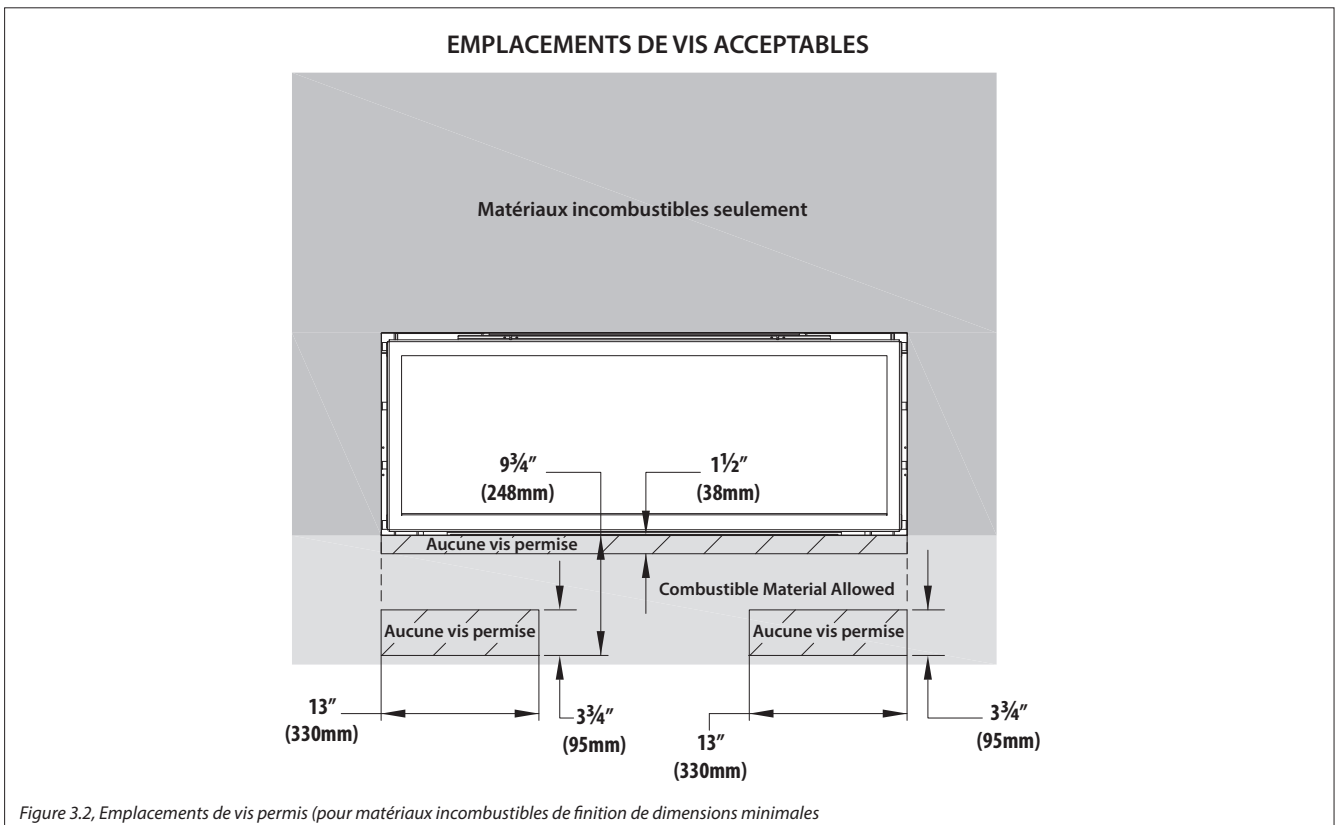 EMPLACEMENTS DE VIS ACCEPTABLES
Matériaux incombustibles seulement
9¾"
(248mm)
1½"
(38mm)
Aucune vis permise
Combustible Material Allowed
Aucune vis permise
Aucune vis permise
13"
(330mm)
3¾"
(95mm)
13"
(330mm)
3¾"
(95mm)
Figure 3.2, Emplacements de vis permis (pour matériaux incombustibles de finition de dimensions minimales